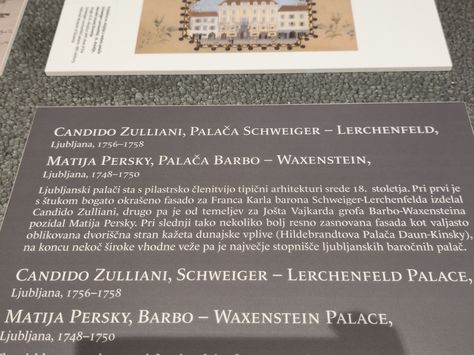 CANDIDO ZULLIANI, PALAČA SCHWEIGER – LERCHENFELD,
Ljubljana, 1756–1758
MATIJA PERSKY, PALAČA BARBO – WAXENSTEIN,
Ljubljana, 1748–1750
Ljubljanski palači sta s pilastrsko členitvijo tipični arhitekturi srede 18. stoletja. Pri prvi je
s štukom bogato okrašeno fasado za Franca Karla barona Schweiger-Lerchenfelda izdelal
Candido Zulliani, drugo pa je od temeljev za Jošta Vajkarda grofa Barbo-Waxensteina
pozidal Matija Persky. Pri slednji tako nekoliko bolj resno zasnovana fasada kot valjasto
oblikovana dvoriščna stran kažeta dunajske vplive (Hildebrandtova Palača Daun-Kinsky),
na koncu nekoč široke vhodne veže pa je največje stopnišče ljubljanskih baročnih palač.
CANDIDO ZULLIANI, SCHWEIGER – LERCHENFELD PALACE,
Ljubljana, 1756–1758
MATIJA PERSKY, BARBO – WAXENSTEIN PALACE,
Ljubljana, 1748–1750